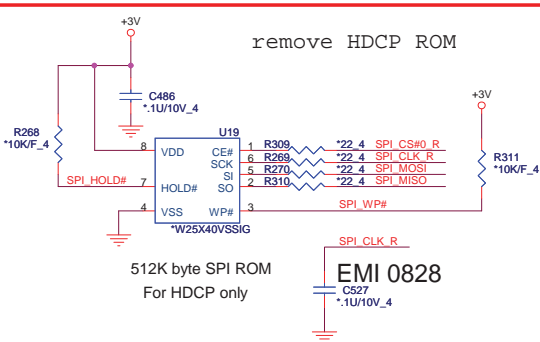 +3V
remove HDCP ROM
C486
*.1U/10V_4
+3V
R268
*10K/F_4
U19
8 VDD CE# 1 R309 *22_4 SPI_CS#0_R
SCK 6 R269 *22_4 SPI_CLK_R
SI 5 R270 *22_4 SPI_MOSI
SPI_HOLD# 7 HOLD# SO 2 R310 *22_4 SPI_MISO
R311
*10K/F_4
4 VSS WP# 3 SPI_WP#
*W25X40VSSIG
512K byte SPI ROM
For HDCP only
SPI_CLK_R
EMI 0828
C527
*.1U/10V_4